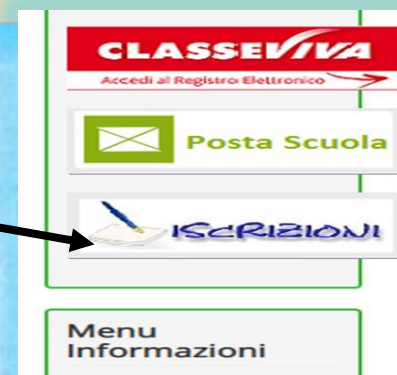 CLASSEVIVA
Accedi al Registro Elettronico
Posta Scuola
ISCRIZIONI
Menu
Informazioni